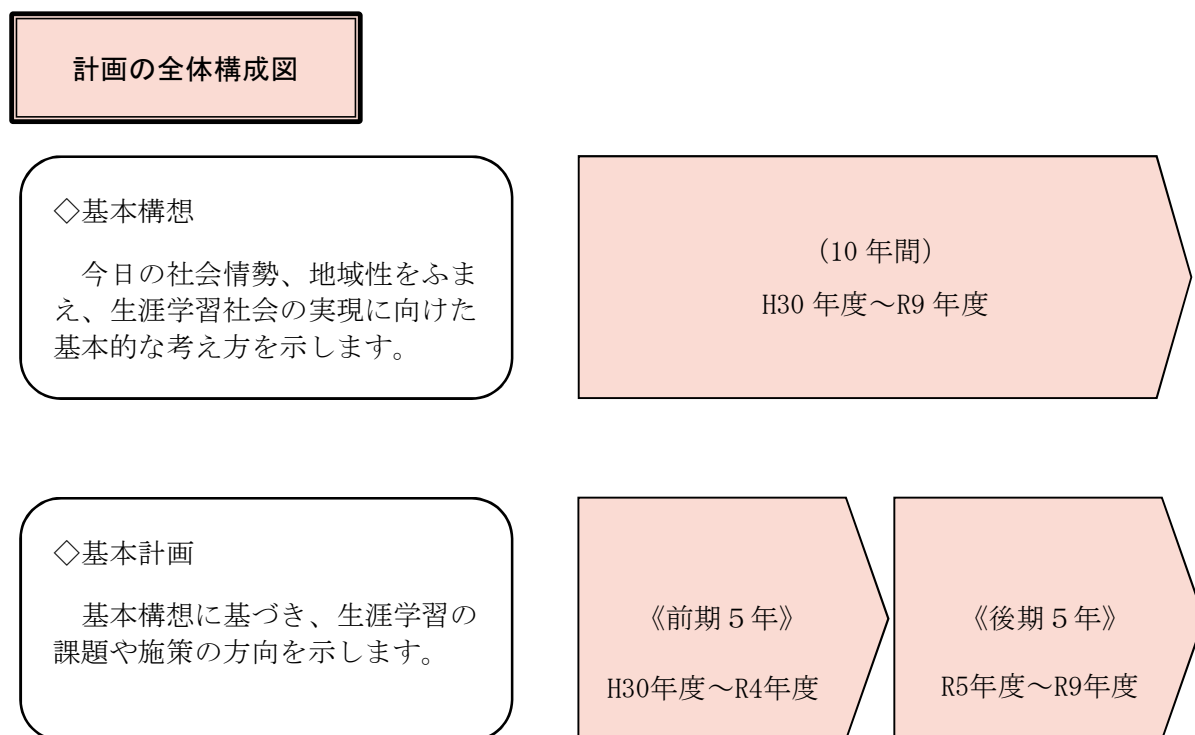 計画の全体構成図
◇基本構想
今日の社会情勢、地域性をふま
え、生涯学習社会の実現に向けた
基本的な考え方を示します。
(10 年間)
H30 年度～R9 年度
◇基本計画
基本構想に基づき、生涯学習の
課題や施策の方向を示します。
《前期５年》
H30年度～R4年度
《後期５年》
R5年度～R9年度